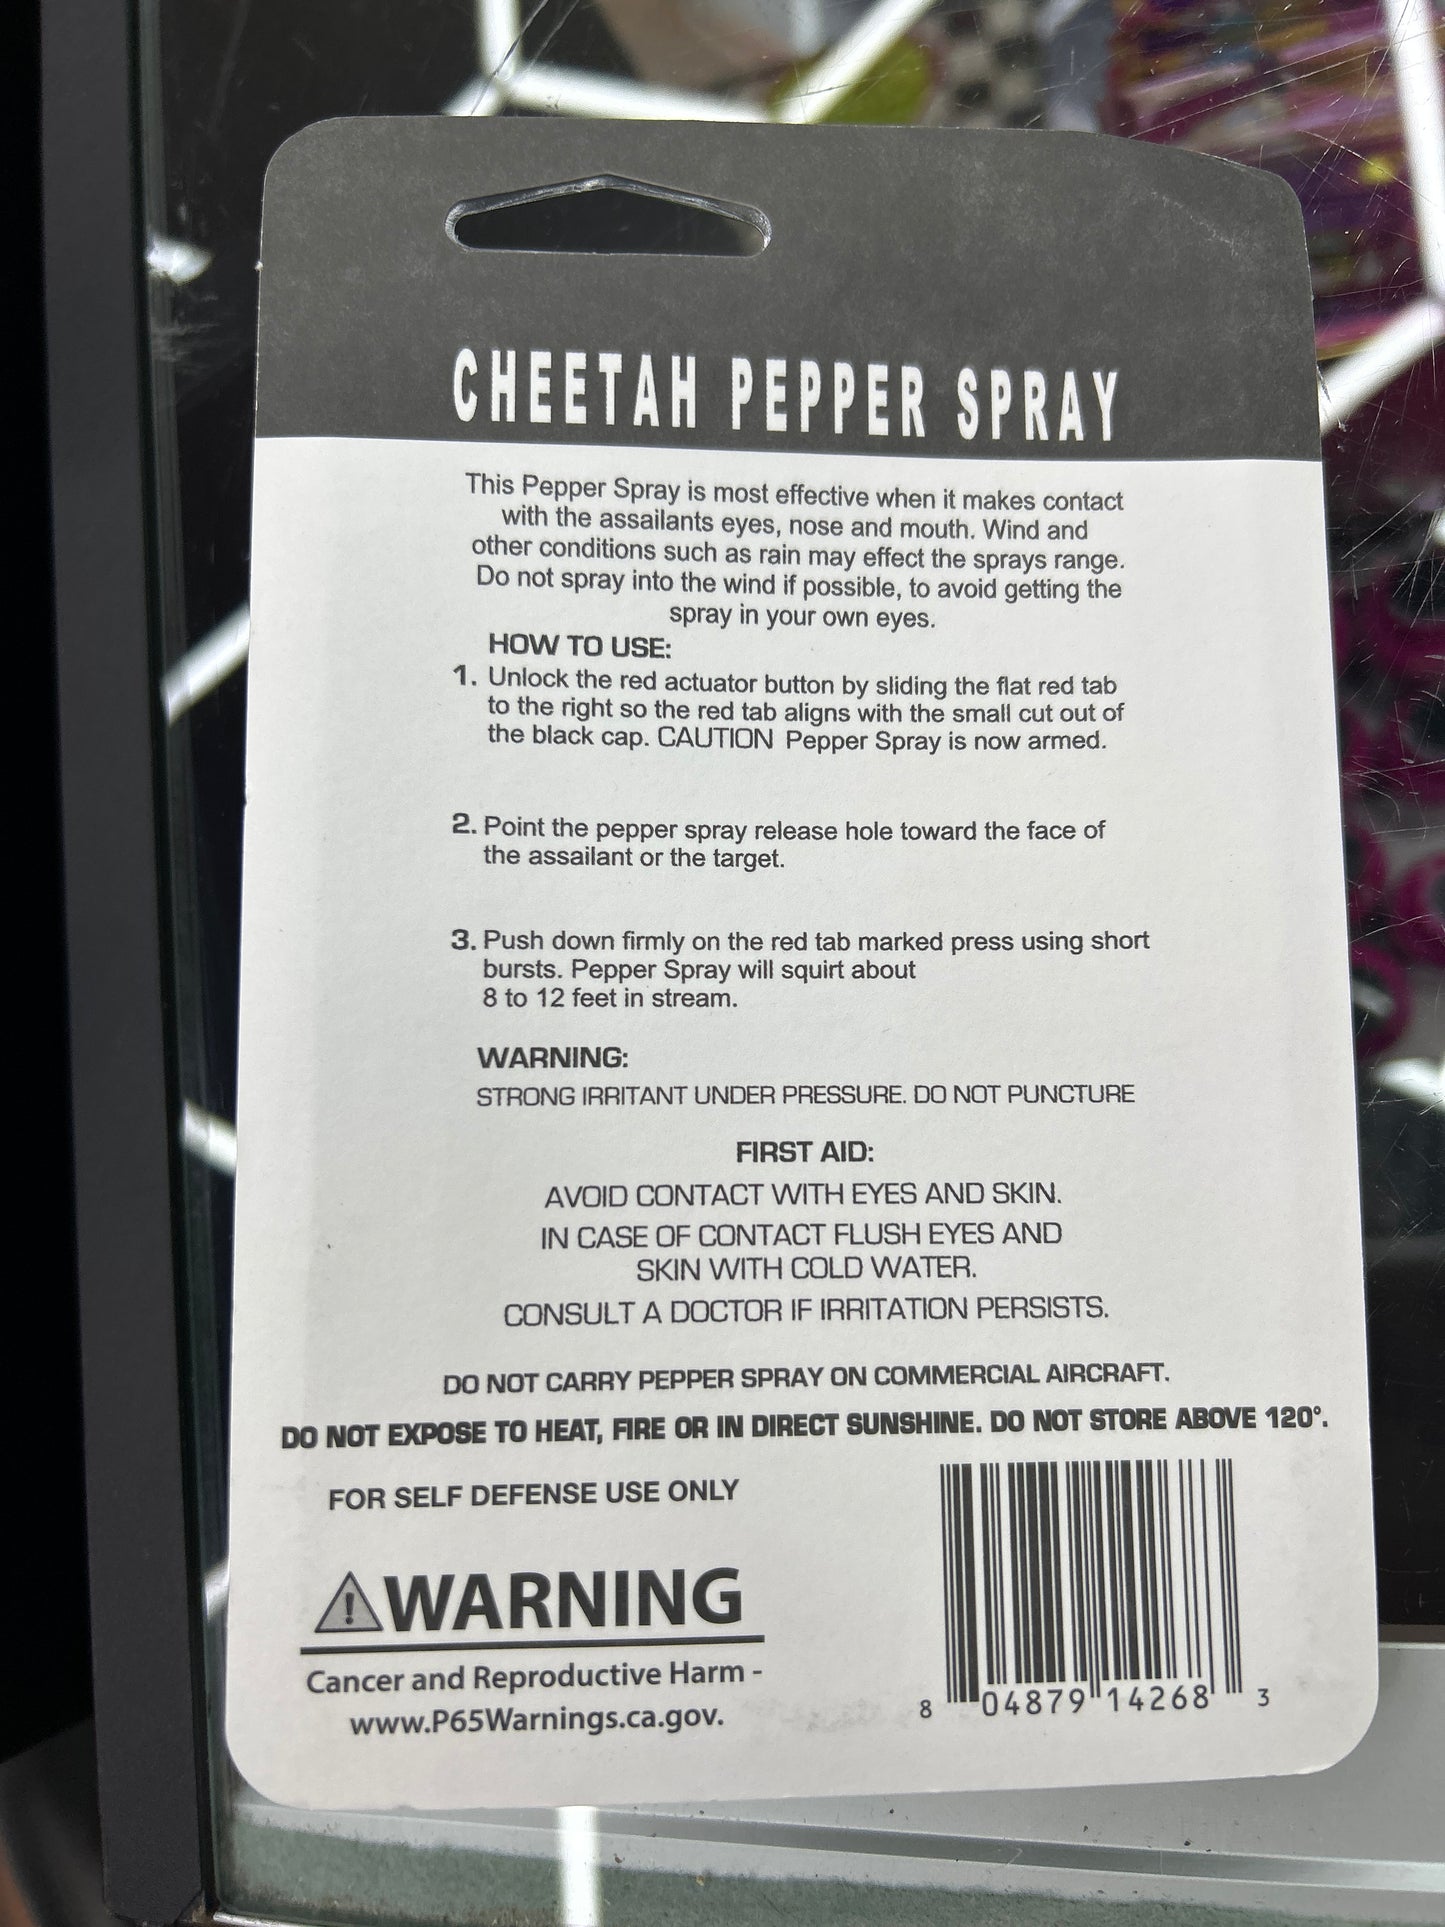 CHEETAH PEPPER SPRAY
This Pepper Spray is most effective when it makes contact
with the assailants eyes, nose and mouth. Wind and
other conditions such as rain may effect the sprays range.
Do not spray into the wind if possible, to avoid getting the
spray in your own eyes.
HOW TO USE:
1. Unlock the red actuator button by sliding the flat red tab
to the right so the red tab aligns with the small cut out of
the black cap. CAUTION Pepper Spray is now armed.
2. Point the pepper spray release hole toward the face of
the assailant or the target.
3. Push down firmly on the red tab marked press using short
bursts. Pepper Spray will squirt about
8 to 12 feet in stream.
WARNING:
STRONG IRRITANT UNDER PRESSURE. DO NOT PUNCTURE
FIRST AID:
AVOID CONTACT WITH EYES AND SKIN.
IN CASE OF CONTACT FLUSH EYES AND
SKIN WITH COLD WATER.
CONSULT A DOCTOR IF IRRITATION PERSISTS.
DO NOT CARRY PEPPER SPRAY ON COMMERCIAL AIRCRAFT.
DO NOT EXPOSE TO HEAT, FIRE OR IN DIRECT SUNSHINE. DO NOT STORE ABOVE 120°.
FOR SELF DEFENSE USE ONLY
WARNING
Cancer and Reproductive Harm -
www.P65Warnings.ca.gov.
8 04879 14268 3